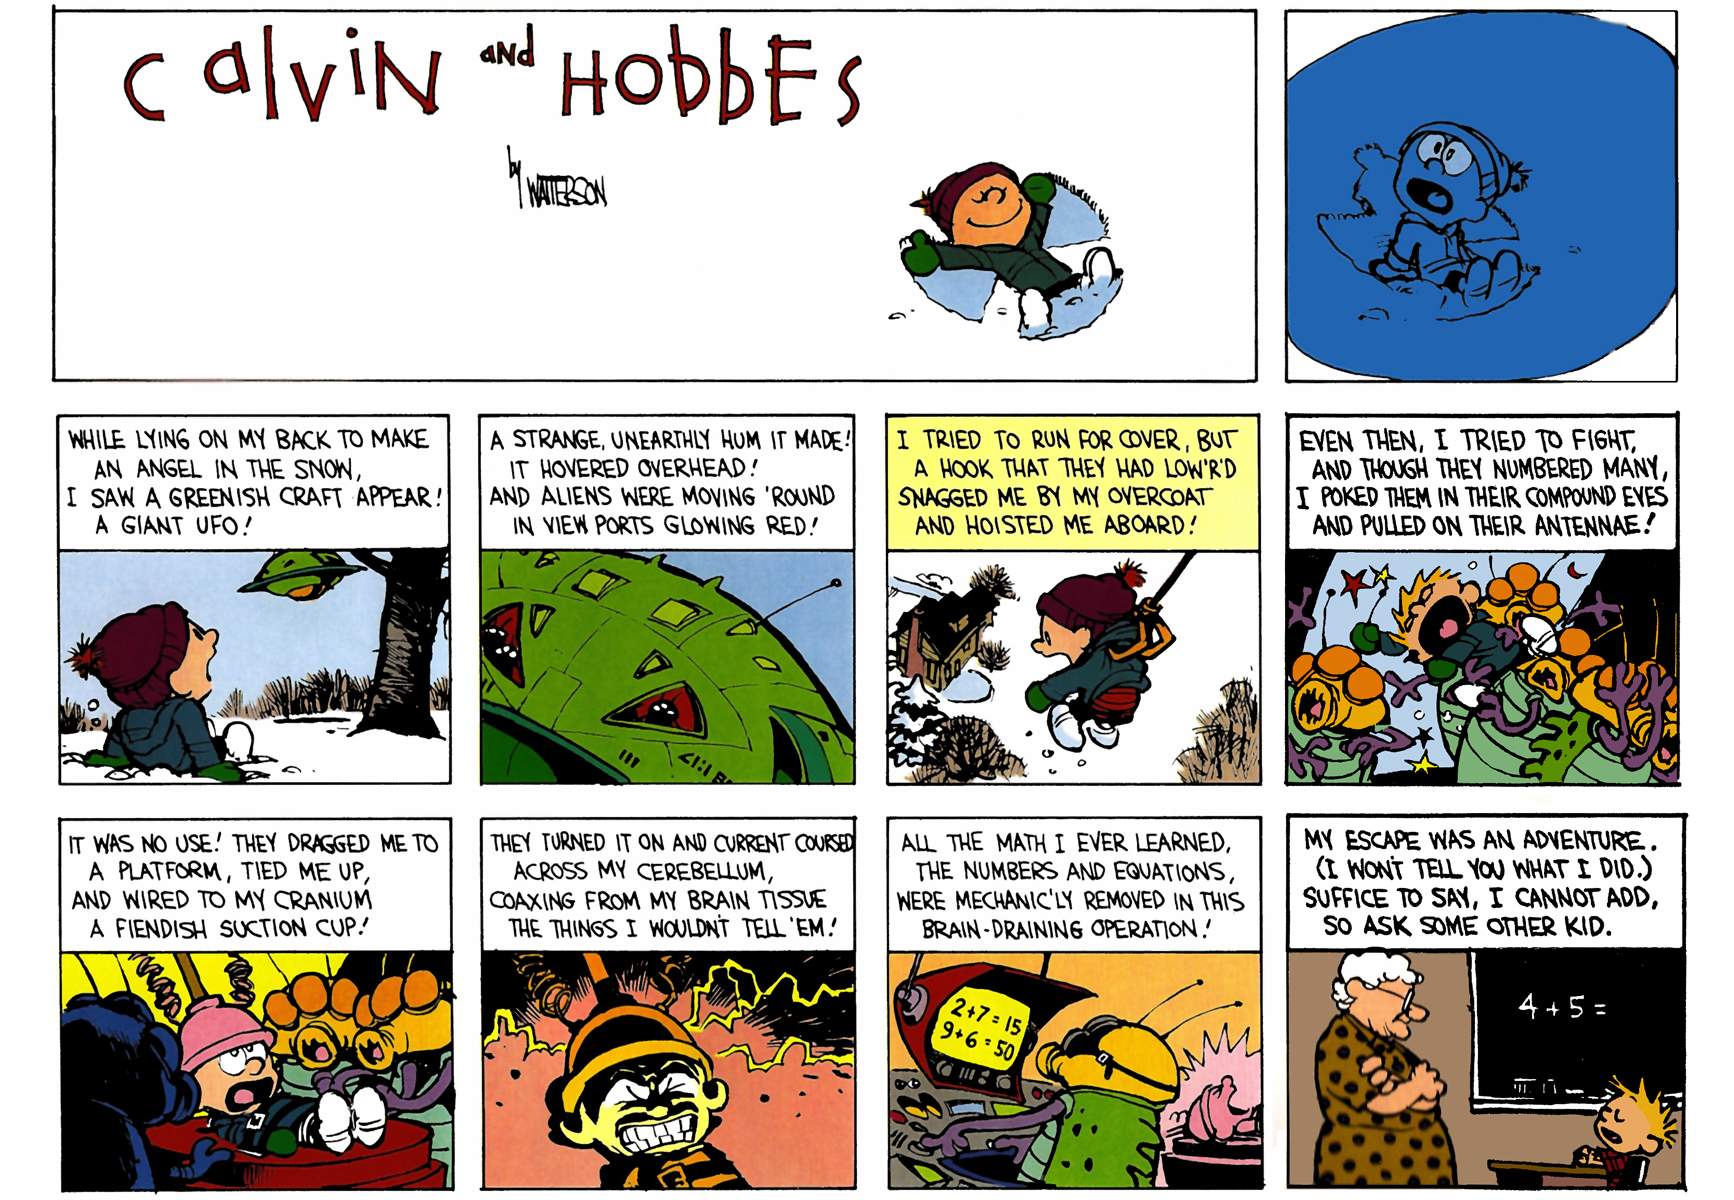 CALVIN AND HOBBES
by WATTERSON
WHILE LYING ON MY BACK TO MAKE
AN ANGEL IN THE SNOW,
I SAW A GREENISH CRAFT APPEAR!
A GIANT UFO!
A STRANGE, UNEARTHLY HUM IT MADE!
IT HOVERED OVERHEAD!
AND ALIENS WERE MOVING 'ROUND
IN VIEW PORTS GLOWING RED!
I TRIED TO RUN FOR COVER, BUT
A HOOK THAT THEY HAD LOW'R'D
SNAGGED ME BY MY OVERCOAT
AND HOISTED ME ABOARD!
EVEN THEN, I TRIED TO FIGHT,
AND THOUGH THEY NUMBERED MANY,
I POKED THEM IN THEIR COMPOUND EYES
AND PULLED ON THEIR ANTENNAE!
IT WAS NO USE! THEY DRAGGED ME TO
A PLATFORM, TIED ME UP,
AND WIRED TO MY CRANIUM
A FIENDISH SUCTION CUP!
THEY TURNED IT ON AND CURRENT COURSED
ACROSS MY CEREBELLUM,
COAXING FROM MY BRAIN TISSUE
THE THINGS I WOULDN'T TELL 'EM!
ALL THE MATH I EVER LEARNED,
THE NUMBERS AND EQUATIONS,
WERE MECHANIC'LY REMOVED IN THIS
BRAIN-DRAINING OPERATION!
2+7=15
9+6=50
MY ESCAPE WAS AN ADVENTURE.
(I WON'T TELL YOU WHAT I DID.)
SUFFICE TO SAY, I CANNOT ADD,
SO ASK SOME OTHER KID.
4+5=